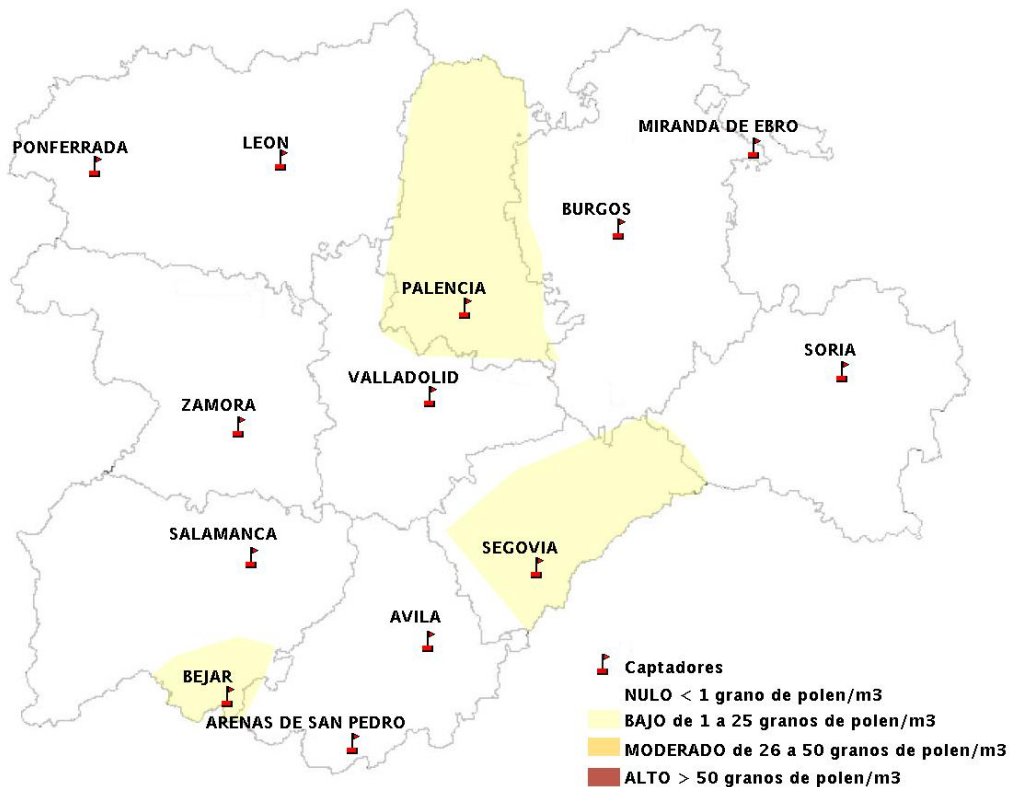 MIRANDA DE EBRO
PONFERRADA
LEON
BURGOS
PALENCIA
SORIA
VALLADOLID
ZAMORA
SALAMANCA
SEGOVIA
AVILA
BEJAR
ARENAS DE SAN PEDRO
Captadores
NULO < 1 grano de polen/m3
BAJO de 1 a 25 granos de polen/m3
MODERADO de 26 a 50 granos de polen/m3
ALTO > 50 granos de polen/m3